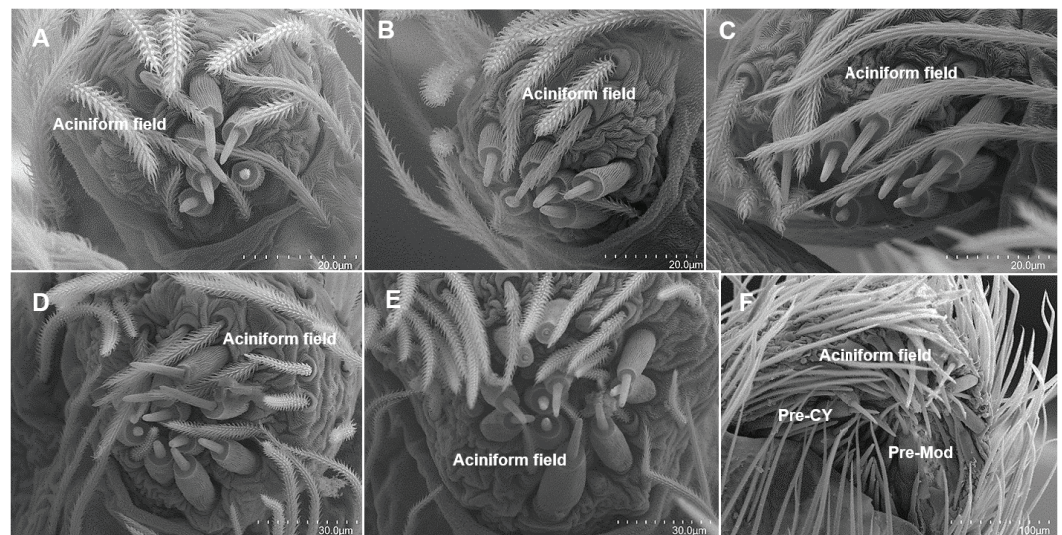 A
Aciniform field
20.0µm
B
Aciniform field
20.0µm
C
Aciniform field
20.0µm
D
Aciniform field
30.0µm
E
Aciniform field
30.0µm
F
Aciniform field
Pre-CY
Pre-Mod
100µm